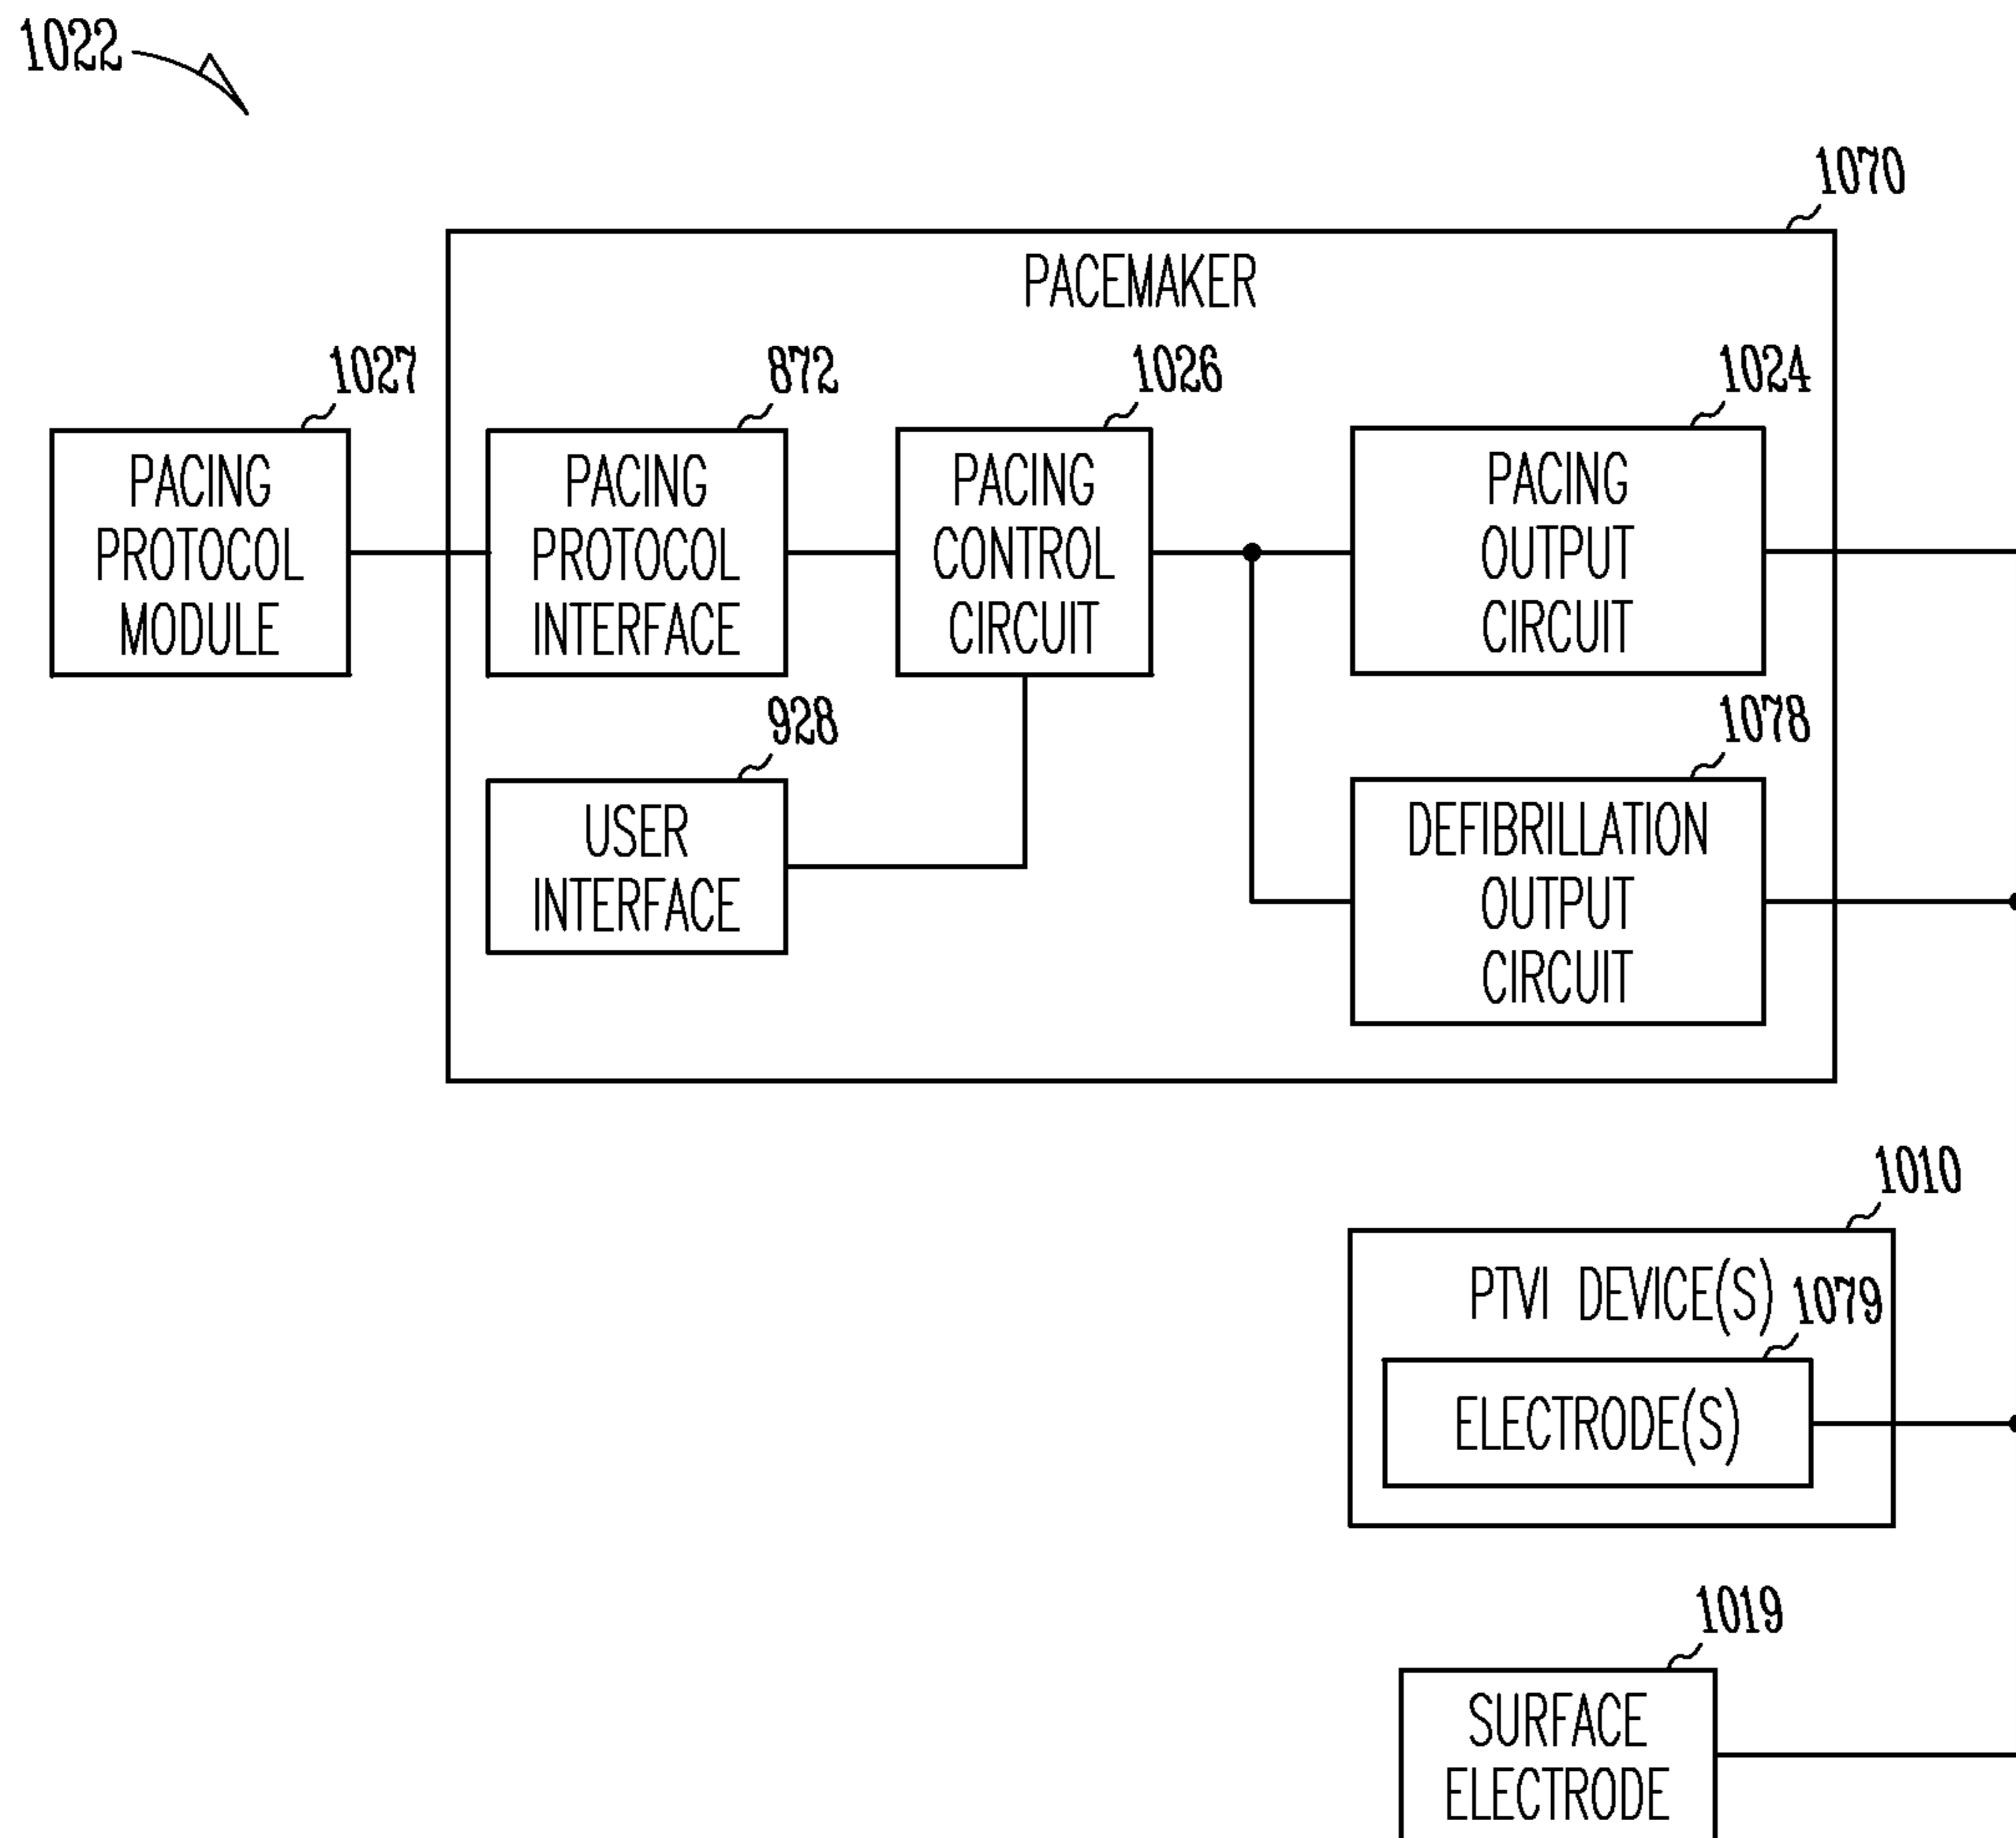 1022
1070
PACEMAKER
1027
872
1026
1024
PACING
PROTOCOL
MODULE
PACING
PROTOCOL
INTERFACE
PACING
CONTROL
CIRCUIT
PACING
OUTPUT
CIRCUIT
928
1078
USER
INTERFACE
DEFIBRILLATION
OUTPUT
CIRCUIT
1010
PTVI DEVICE(S)
1079
ELECTRODE(S)
1019
SURFACE
ELECTRODE